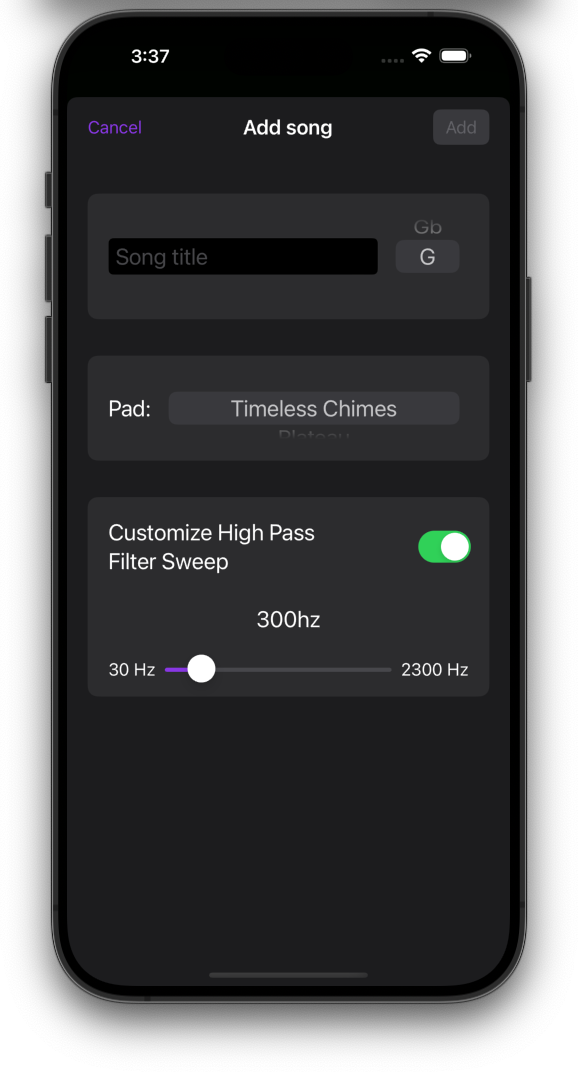 3:37
Cancel
Add song
Add
Gb
Song title
G
Pad:
Timeless Chimes
Plateau
Customize High Pass
Filter Sweep
300hz
30 Hz
2300 Hz